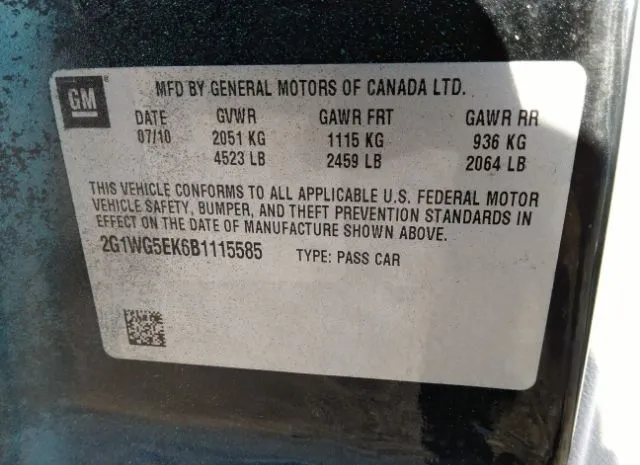 GM ® MFD BY GENERAL MOTORS OF CANADA LTD.
DATE GVWR GAWR FRT GAWR RR
07/10 2051 KG 1115 KG 936 KG
4523 LB 2459 LB 2064 LB
THIS VEHICLE CONFORMS TO ALL APPLICABLE U.S. FEDERAL MOTOR
VEHICLE SAFETY, BUMPER, AND THEFT PREVENTION STANDARDS IN
EFFECT ON THE DATE OF MANUFACTURE SHOWN ABOVE.
2G1WG5EK6B1115585 TYPE: PASS CAR